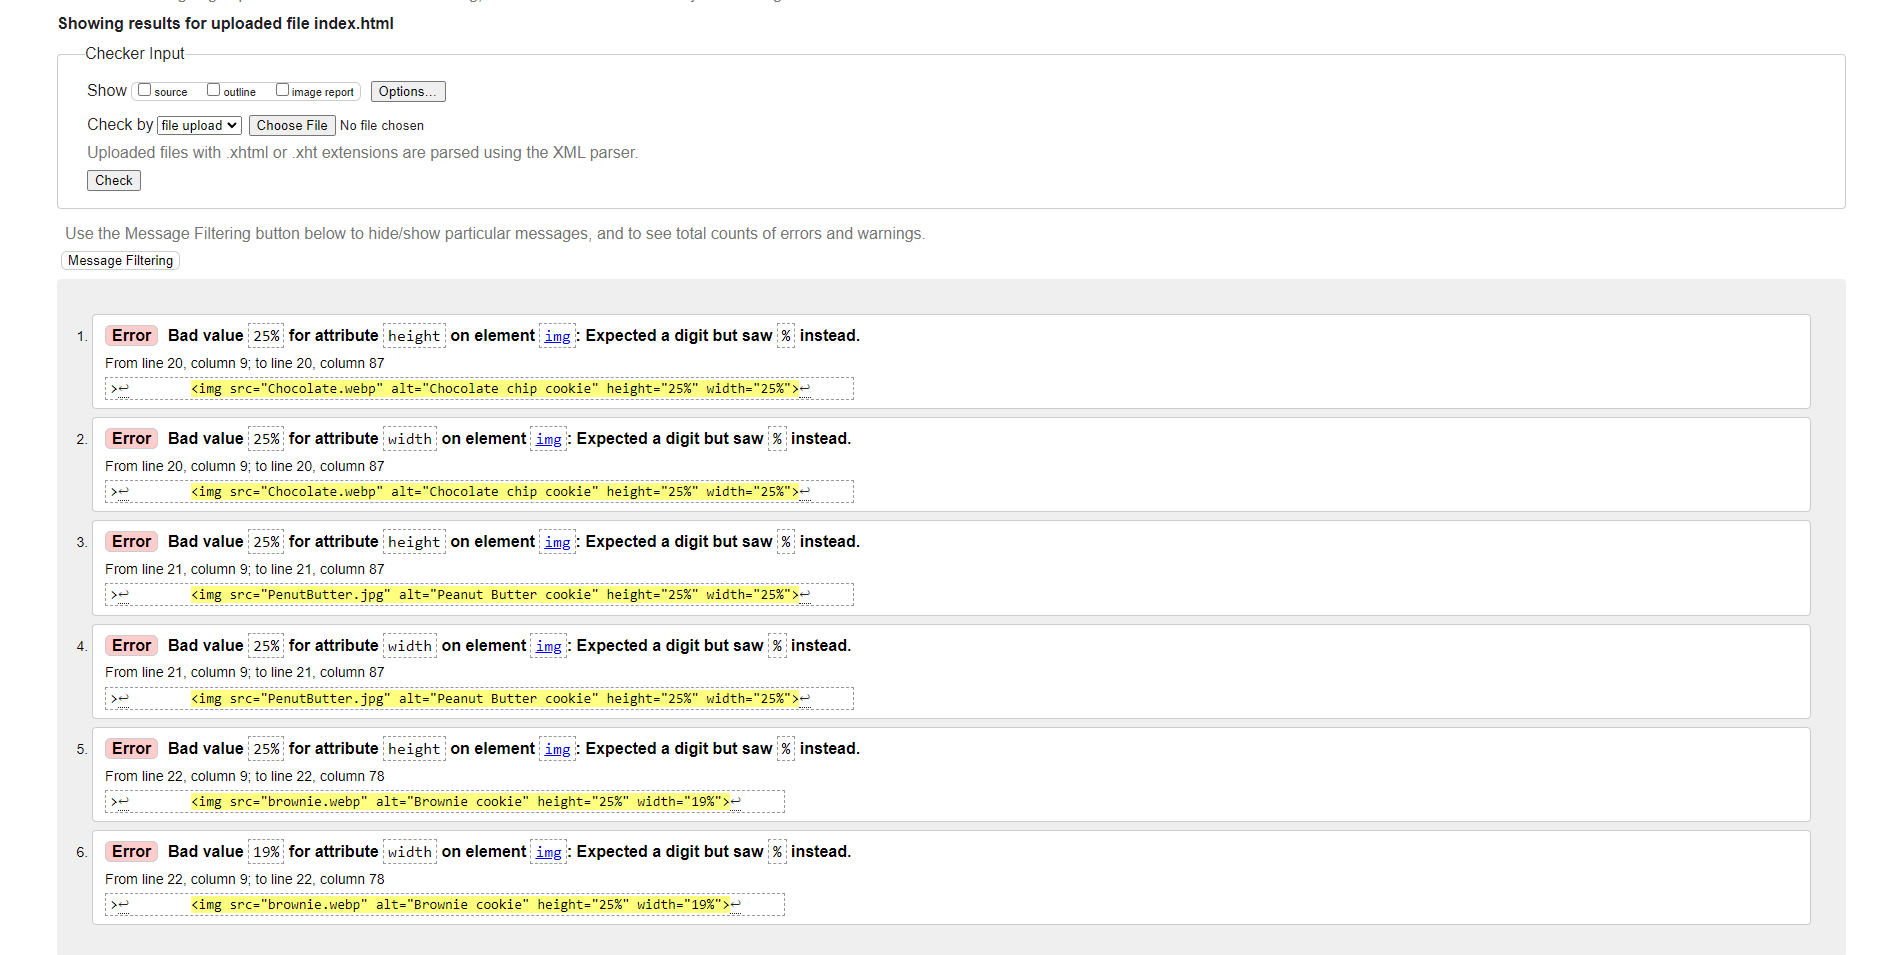 Showing results for uploaded file index.html
Checker Input
Show source outline image report Options...
Check by file upload Choose File No file chosen
Uploaded files with .xhtml or .xht extensions are parsed using the XML parser.
Check
Use the Message Filtering button below to hide/show particular messages, and to see total counts of errors and warnings.
Message Filtering
1. Error Bad value 25% for attribute height on element img: Expected a digit but saw % instead.
From line 20, column 9; to line 20, column 87
>↩ <img src="Chocolate.webp" alt="Chocolate chip cookie" height="25%" width="25%">↩
2. Error Bad value 25% for attribute width on element img: Expected a digit but saw % instead.
From line 20, column 9; to line 20, column 87
>↩ <img src="Chocolate.webp" alt="Chocolate chip cookie" height="25%" width="25%">↩
3. Error Bad value 25% for attribute height on element img: Expected a digit but saw % instead.
From line 21, column 9; to line 21, column 87
>↩ <img src="PenutButter.jpg" alt="Peanut Butter cookie" height="25%" width="25%">↩
4. Error Bad value 25% for attribute width on element img: Expected a digit but saw % instead.
From line 21, column 9; to line 21, column 87
>↩ <img src="PenutButter.jpg" alt="Peanut Butter cookie" height="25%" width="25%">↩
5. Error Bad value 25% for attribute height on element img: Expected a digit but saw % instead.
From line 22, column 9; to line 22, column 78
>↩ <img src="brownie.webp" alt="Brownie cookie" height="25%" width="19%">↩
6. Error Bad value 19% for attribute width on element img: Expected a digit but saw % instead.
From line 22, column 9; to line 22, column 78
>↩ <img src="brownie.webp" alt="Brownie cookie" height="25%" width="19%">↩